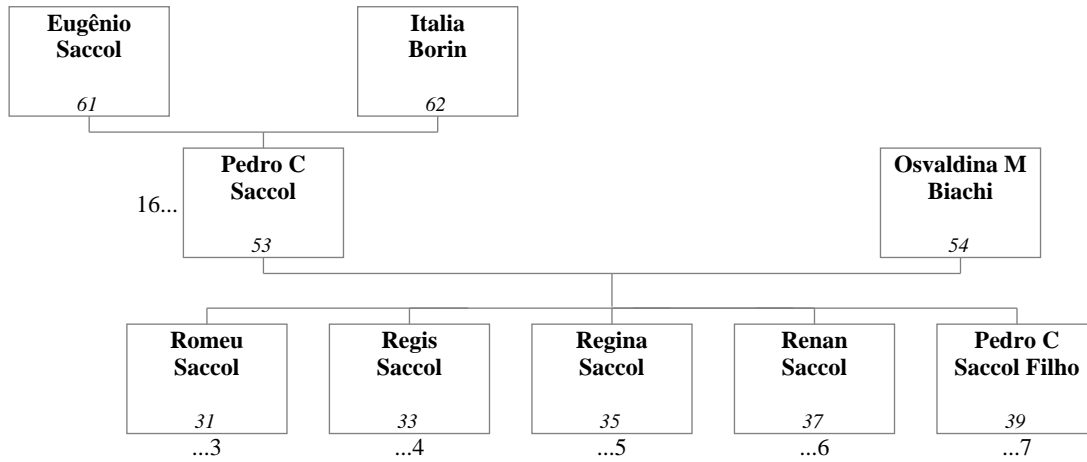 Eugênio
Saccol
61
Italia
Borin
62
16...
Pedro C
Saccol
53
Osvaldina M
Biachi
54
Romeu
Saccol
31
...3
Regis
Saccol
33
...4
Regina
Saccol
35
...5
Renan
Saccol
37
...6
Pedro C
Saccol Filho
39
...7